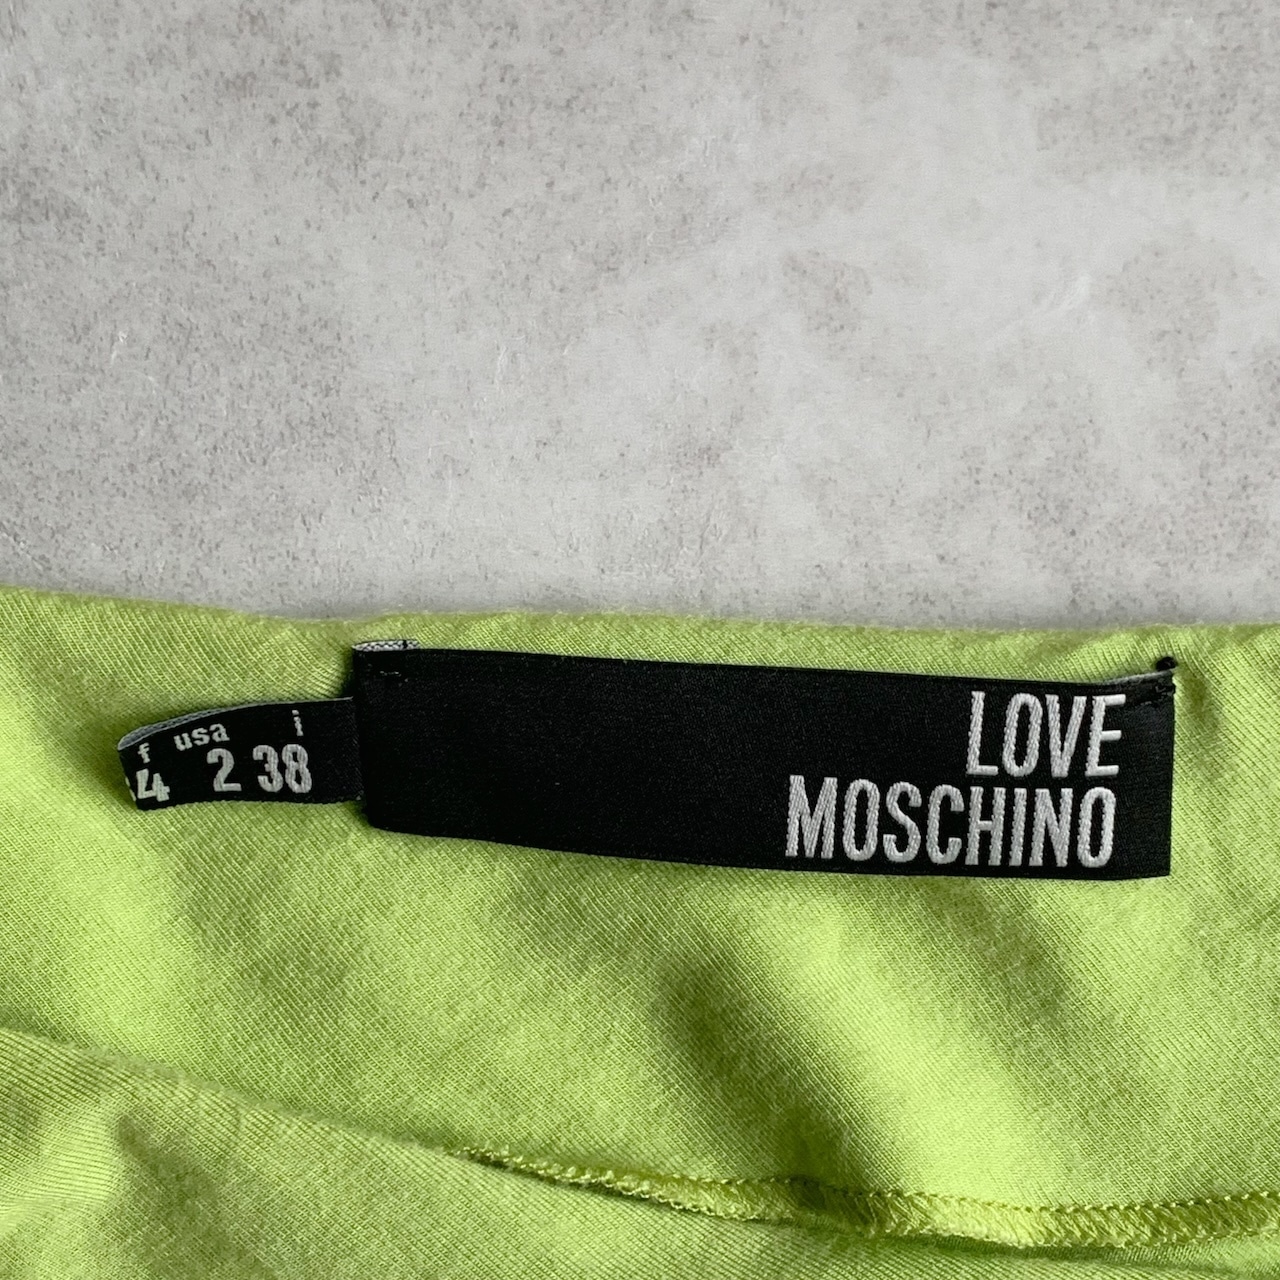 f usa i
4 2 38
LOVE
MOSCHINO